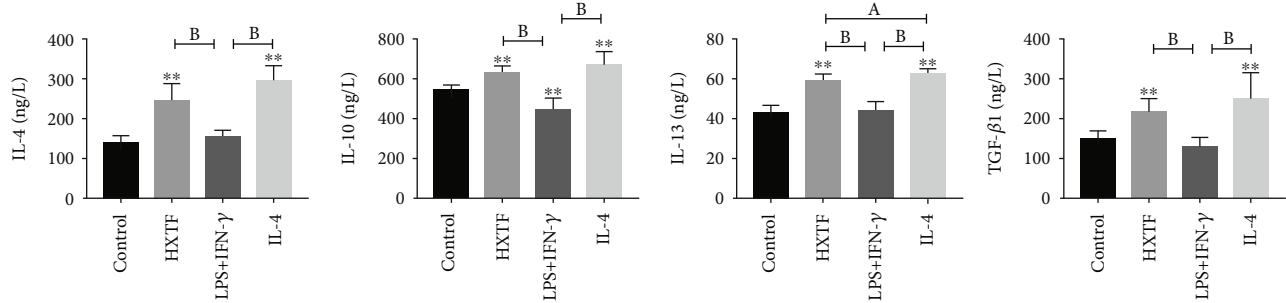 IL-4 (ng/L)
400
300
200
100
0
**
B
B
**
Control
HXTF
LPS+IFN-γ
IL-4
IL-10 (ng/L)
800
600
400
200
0
**
B
**
B
**
Control
HXTF
LPS+IFN-γ
IL-4
IL-13 (ng/L)
80
60
40
20
0
A
B
B
**
**
Control
HXTF
LPS+IFN-γ
IL-4
TGF-β1 (ng/L)
400
300
200
100
0
B
B
**
**
Control
HXTF
LPS+IFN-γ
IL-4